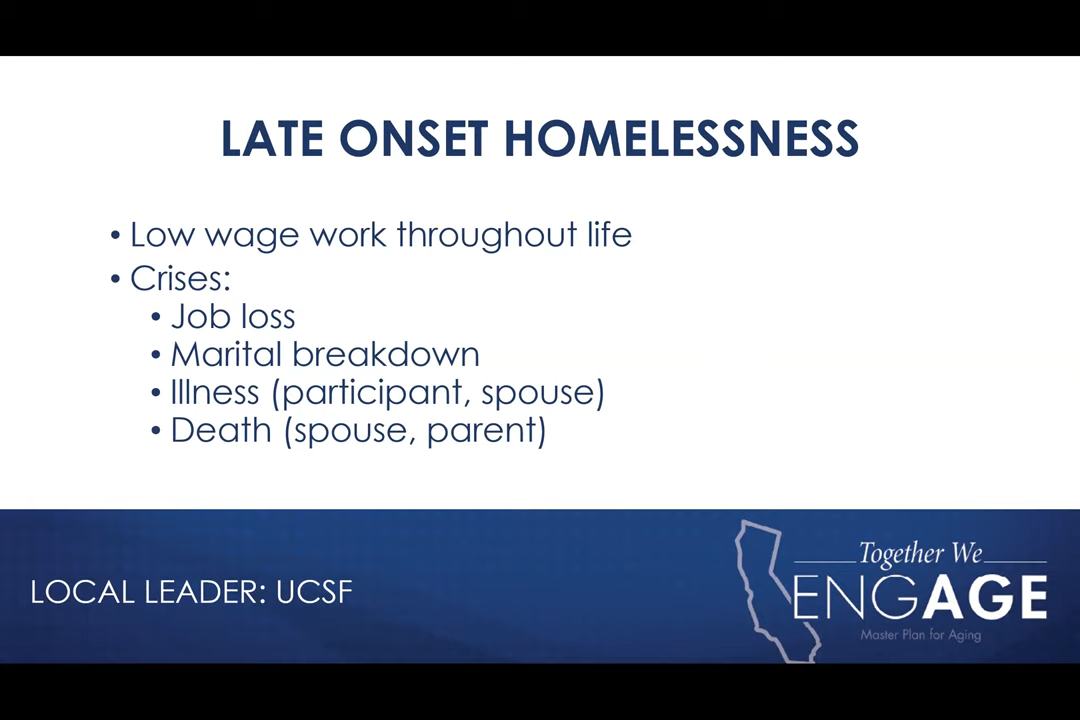 LATE ONSET HOMELESSNESS
• Low wage work throughout life
• Crises:
• Job loss
• Marital breakdown
• Illness (participant, spouse)
• Death (spouse, parent)
LOCAL LEADER: UCSF
Together We
ENGAGE
Master Plan for Aging